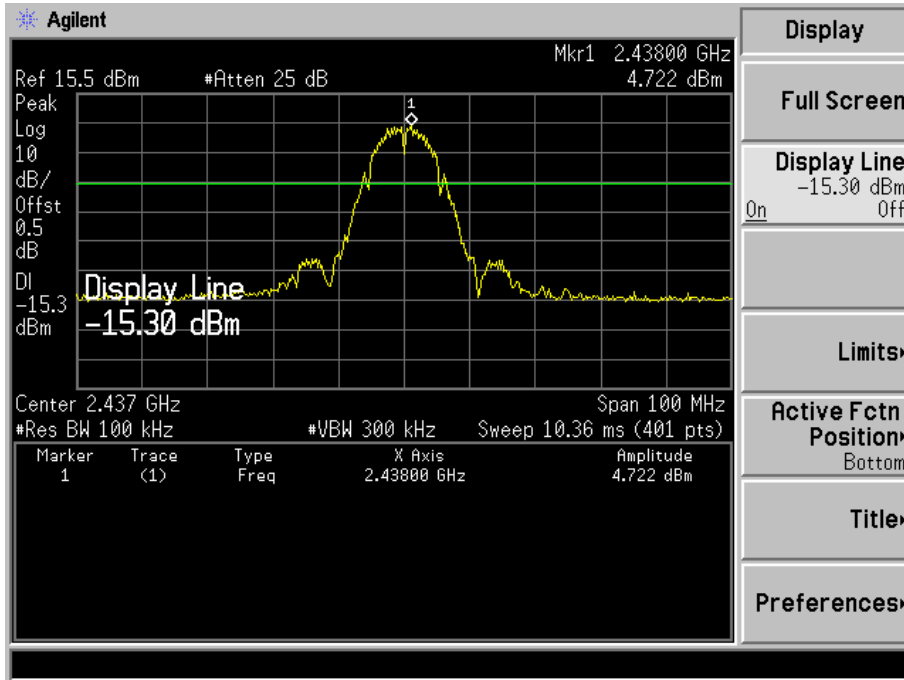 Agilent
Mkr1 2.43800 GHz
Ref 15.5 dBm #Atten 25 dB 4.722 dBm
Peak
Log
10
dB/
Offst
0.5
dB
DI
-15.3
dBm
1
Display Line
-15.30 dBm
Center 2.437 GHz Span 100 MHz
#Res BW 100 kHz #VBW 300 kHz Sweep 10.36 ms (401 pts)
Marker Trace Type X Axis Amplitude
1 (1) Freq 2.43800 GHz 4.722 dBm
Display
Full Screen
Display Line
-15.30 dBm
On Off
Limits
Active Fctn
Position
Bottom
Title
Preferences